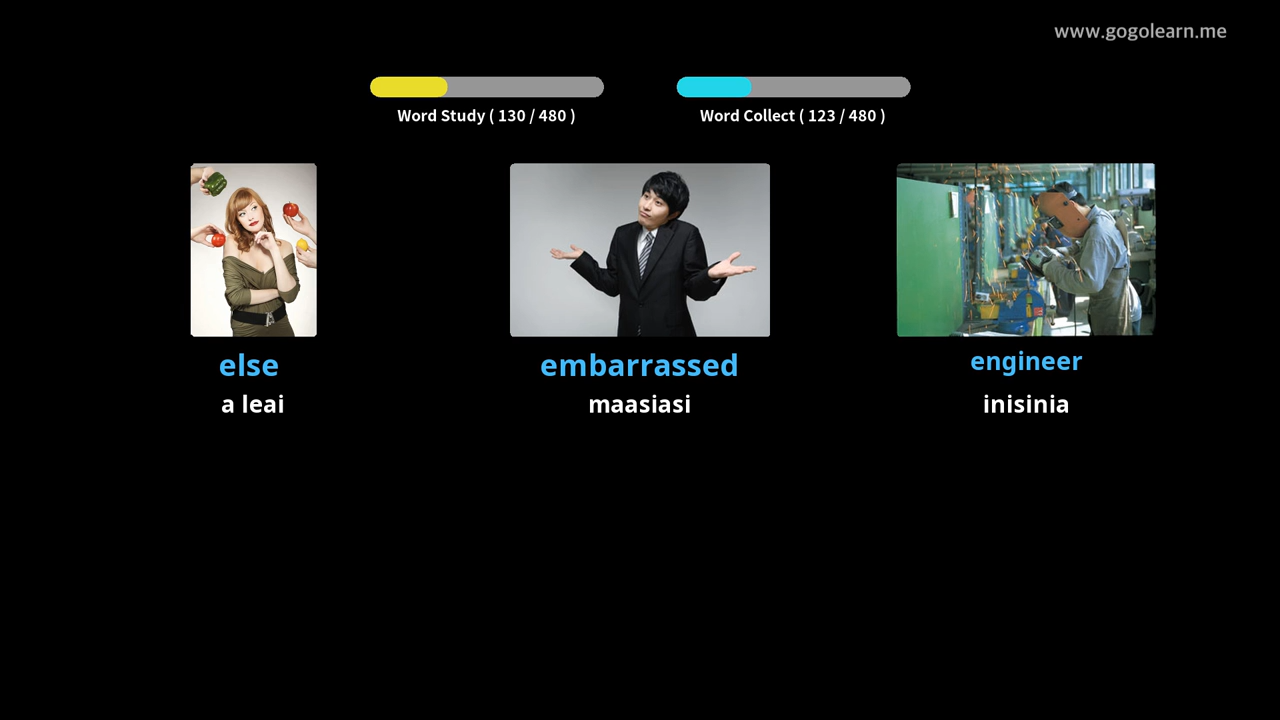 www.gogolearn.me
Word Study ( 130 / 480 )
Word Collect ( 123 / 480 )
else
embarrassed
engineer
a leai
maasiasi
inisinia